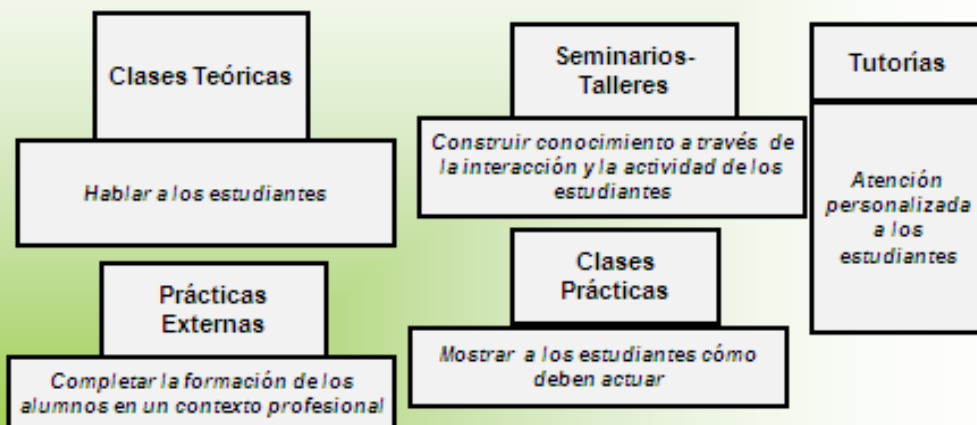 Clases Teóricas
Hablar a los estudiantes
Seminarios-
Talleres
Construir conocimiento a través de
la interacción y la actividad de los
estudiantes
Tutorías
Atención
personalizada
a los
estudiantes
Prácticas
Externas
Completar la formación de los
alumnos en un contexto profesional
Clases
Prácticas
Mostrar a los estudiantes cómo
deben actuar